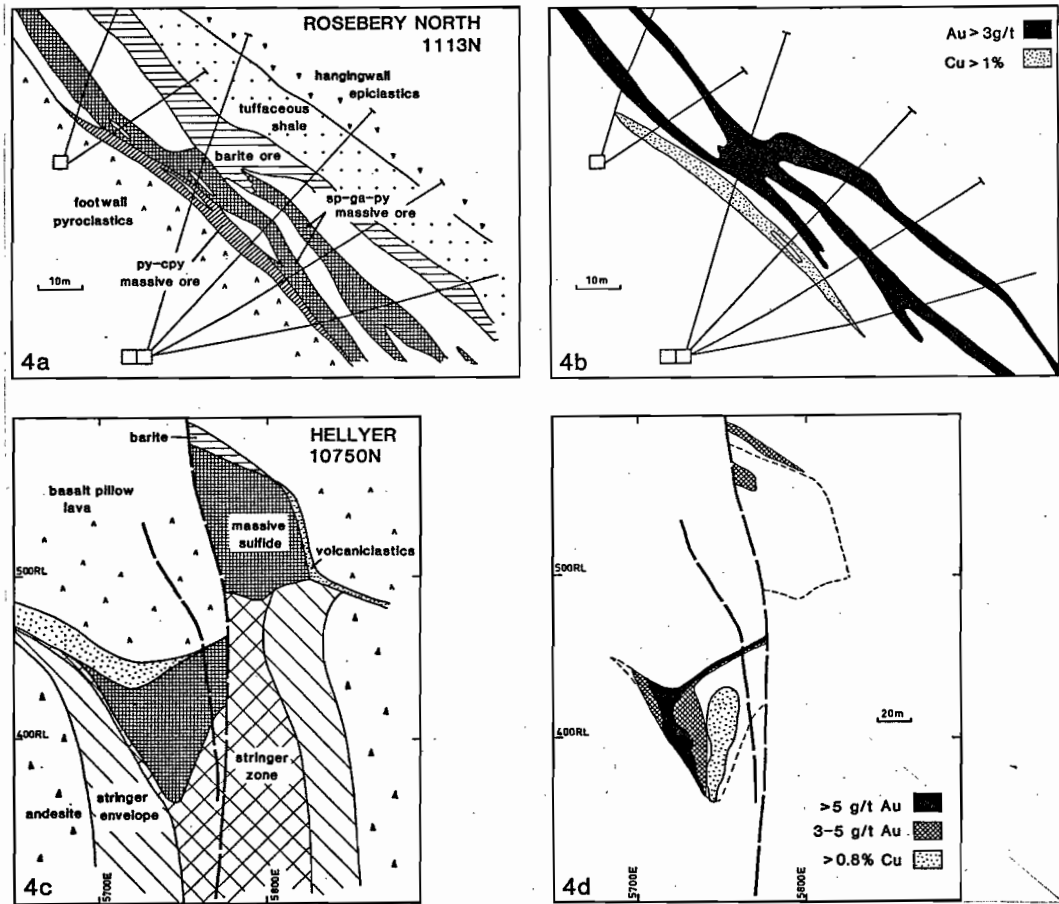 ROSEBERY NORTH
1113N
hangingwall
epiclastics
tuffaceous
shale
barite ore
footwall
pyroclastics
sp-ga-py
massive ore
py-cpy
massive ore
10m
4a
Au > 3g/t
Cu > 1%
10m
4b
HELLYER
10750N
barite
basalt pillow
lava
massive
sulfide
volcaniclastics
500RL
400RL
stringer
zone
andesite
stringer
envelope
5700E
5800E
4c
500RL
400RL
20m
>5 g/t Au
3-5 g/t Au
>0.8% Cu
5700E
5800E
4d